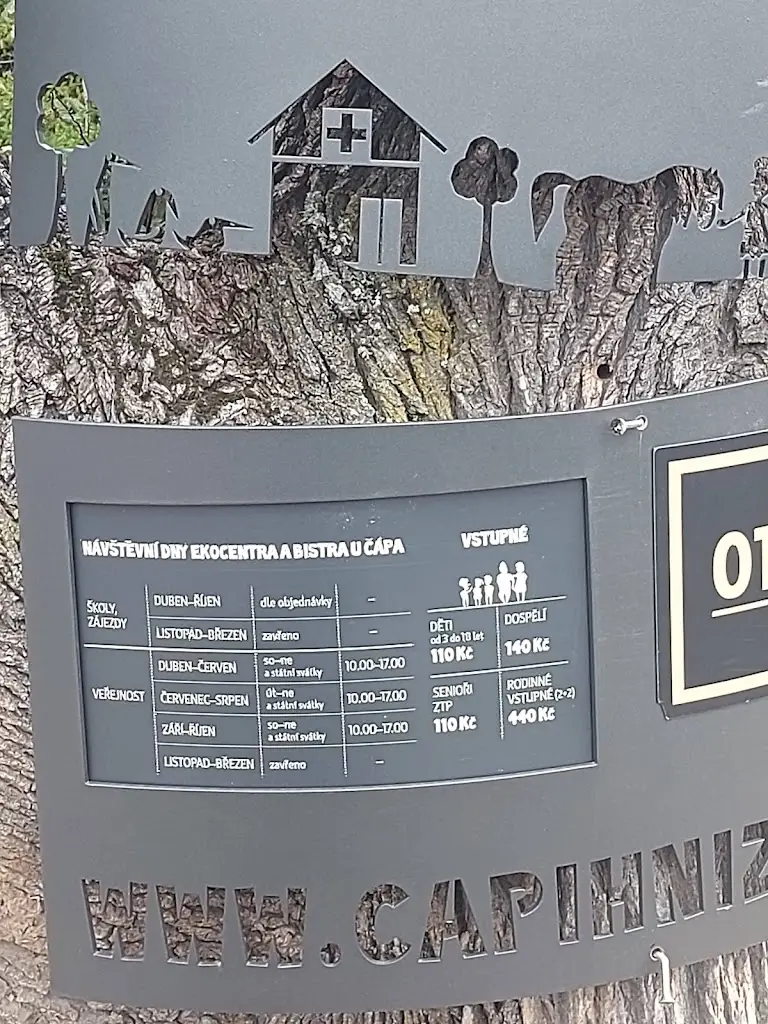 NÁVŠTĚVNÍ DNY EKOCENTRA A BISTRA U ČÁPA
ŠKOLY,
ZÁJEZDY
DUBEN–ŘÍJEN dle objednávky –
LISTOPAD–BŘEZEN zavřeno –
VEŘEJNOST
DUBEN–ČERVEN so–ne
a státní svátky 10.00–17.00
ČERVENEC–SRPEN út–ne
a státní svátky 10.00–17.00
ZÁŘÍ–ŘÍJEN so–ne
a státní svátky 10.00–17.00
LISTOPAD–BŘEZEN zavřeno –
VSTUPNÉ
DĚTI
od 3 do 18 let
110 Kč
DOSPĚLÍ
140 Kč
SENIOŘI
ZTP
110 Kč
RODINNÉ
VSTUPNÉ (2+2)
440 Kč
OT
WWW.CAPIHNIZ